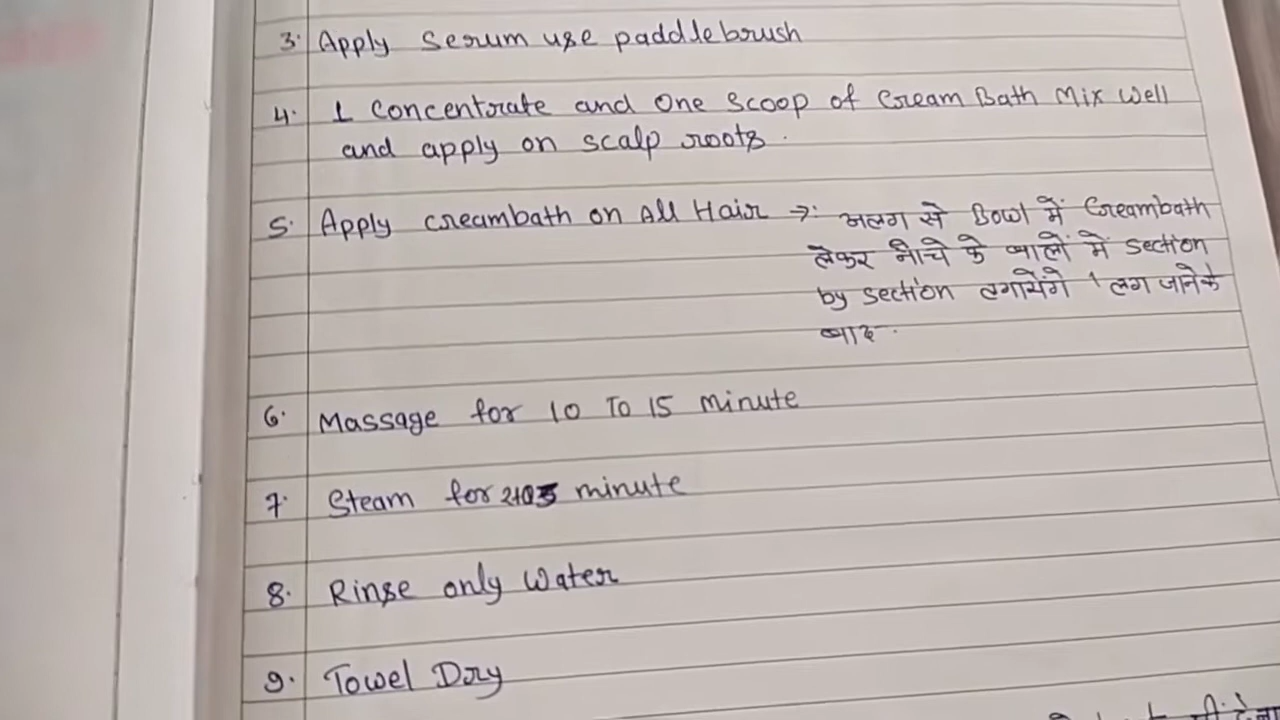 3. Apply Serum use paddlebrush
4. 1 Concentrate and One Scoop of Cream Bath Mix Well
and apply on scalp roots.
5. Apply creambath on All Hair →: अलग से Bowl में Creambath
लेकर नीचे के बालों में section
by section लगायेंगे । लग जाने के
बाद .
6. Massage for 10 To 15 minute
7. Steam for minute
8. Rinse only Water
9. Towel Dry